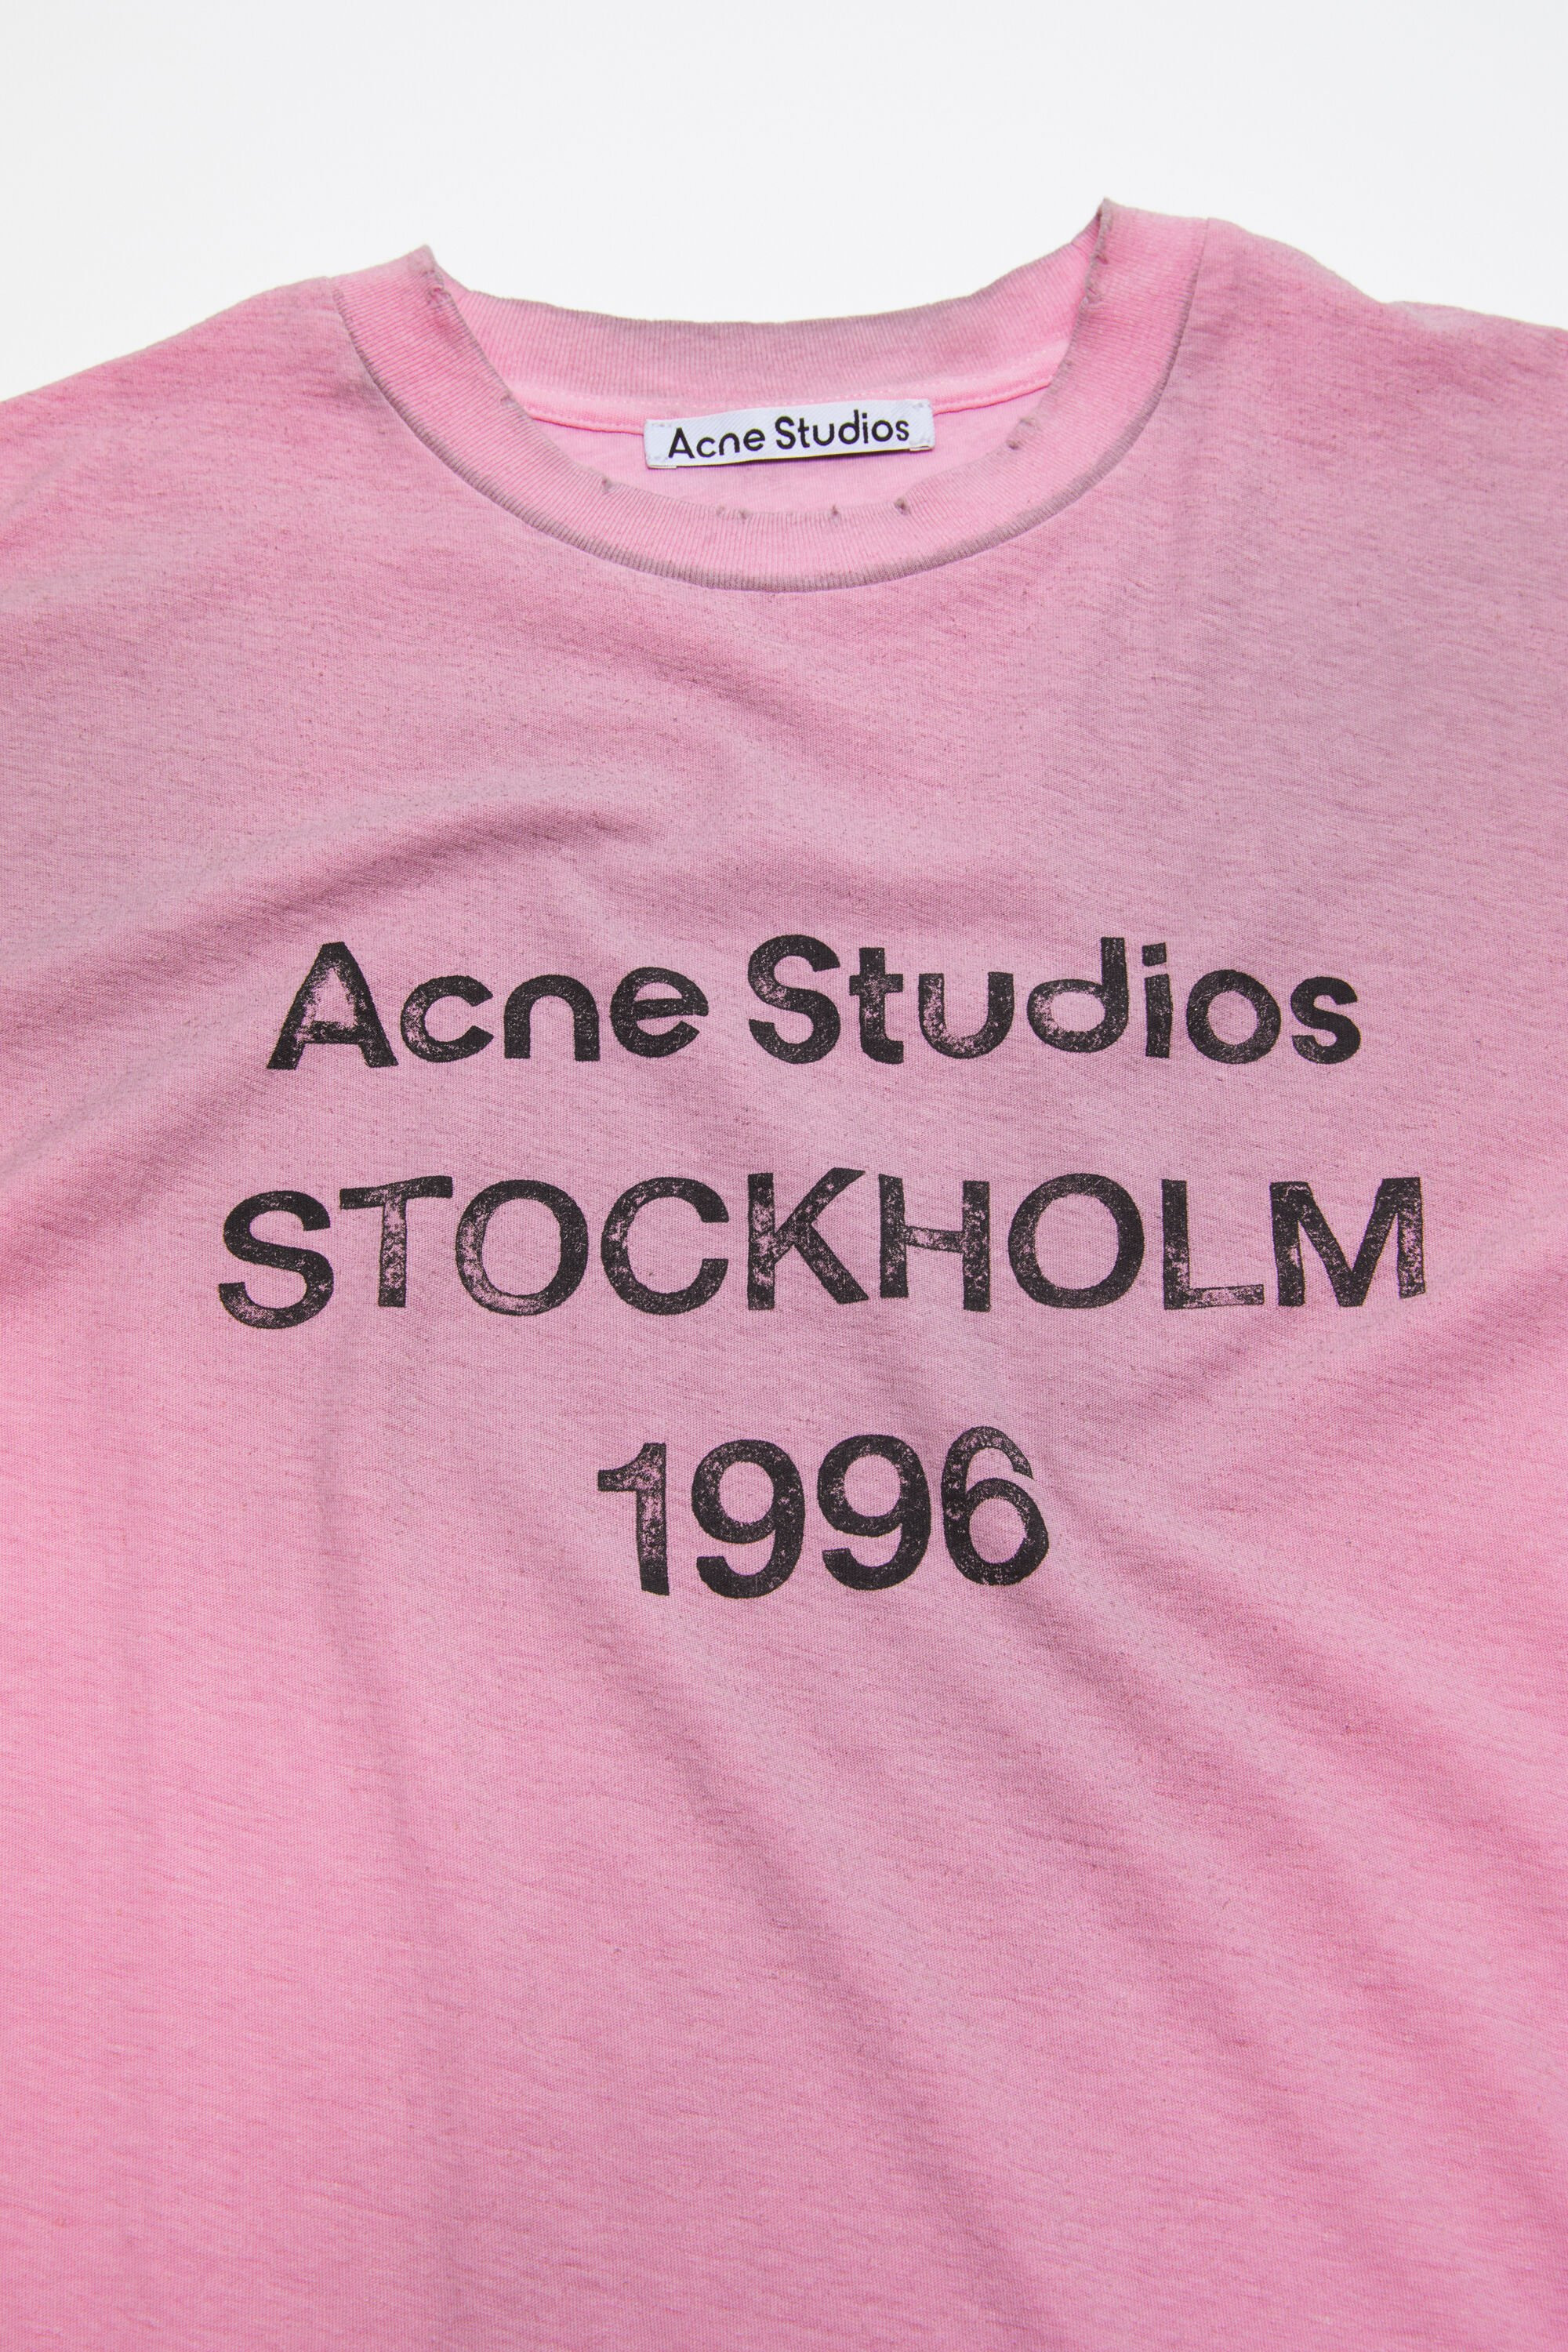 Acne Studios
Acne Studios
STOCKHOLM
1996